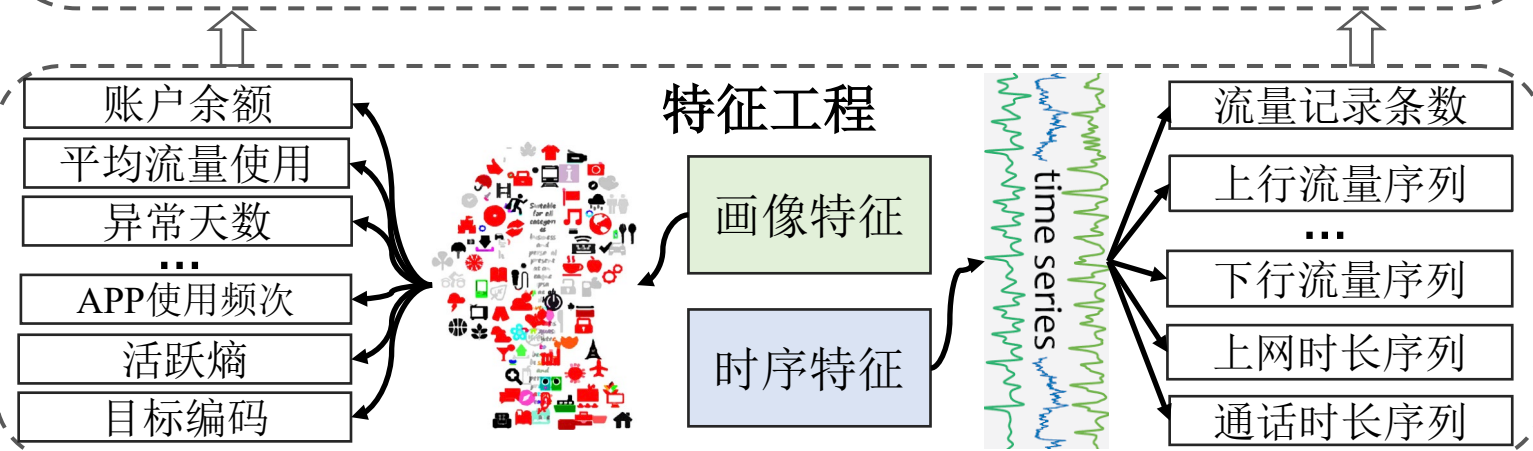 特征工程
账户余额
平均流量使用
异常天数
...
APP使用频次
活跃熵
目标编码
Suitable
for all
画像特征
时序特征
time series
流量记录条数
上行流量序列
...
下行流量序列
上网时长序列
通话时长序列